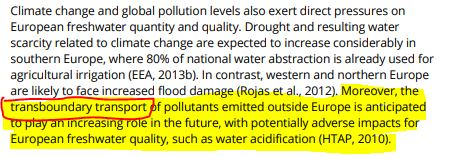 Climate change and global pollution levels also exert direct pressures on
European freshwater quantity and quality. Drought and resulting water
scarcity related to climate change are expected to increase considerably in
southern Europe, where 80% of national water abstraction is already used for
agricultural irrigation (EEA, 2013b). In contrast, western and northern Europe
are likely to face increased flood damage (Rojas et al., 2012). Moreover, the
transboundary transport of pollutants emitted outside Europe is anticipated
to play an increasing role in the future, with potentially adverse impacts for
European freshwater quality, such as water acidification (HTAP, 2010).